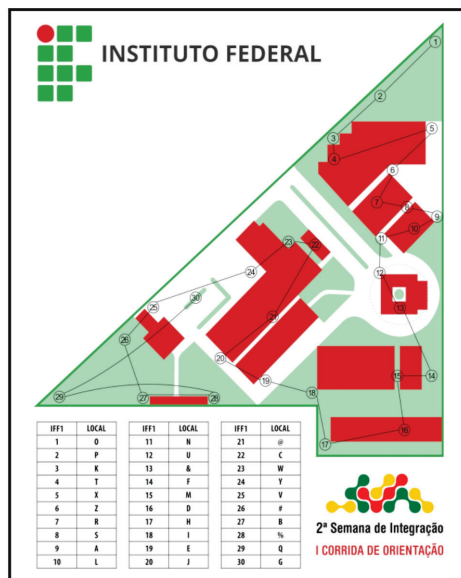 INSTITUTO FEDERAL
1
2
3
4
5
6
7
8
9
10
11
12
13
14
15
16
17
18
19
20
21
22
23
24
25
26
27
28
29
30
IFF1 LOCAL
1 O
2 P
3 K
4 T
5 X
6 Z
7 R
8 S
9 A
10 L
IFF1 LOCAL
11 N
12 U
13 &
14 F
15 M
16 D
17 H
18 I
19 E
20 J
IFF1 LOCAL
21 @
22 C
23 W
24 Y
25 V
26 #
27 B
28 %
29 Q
30 G
2ª Semana de Integração
I CORRIDA DE ORIENTAÇÃO